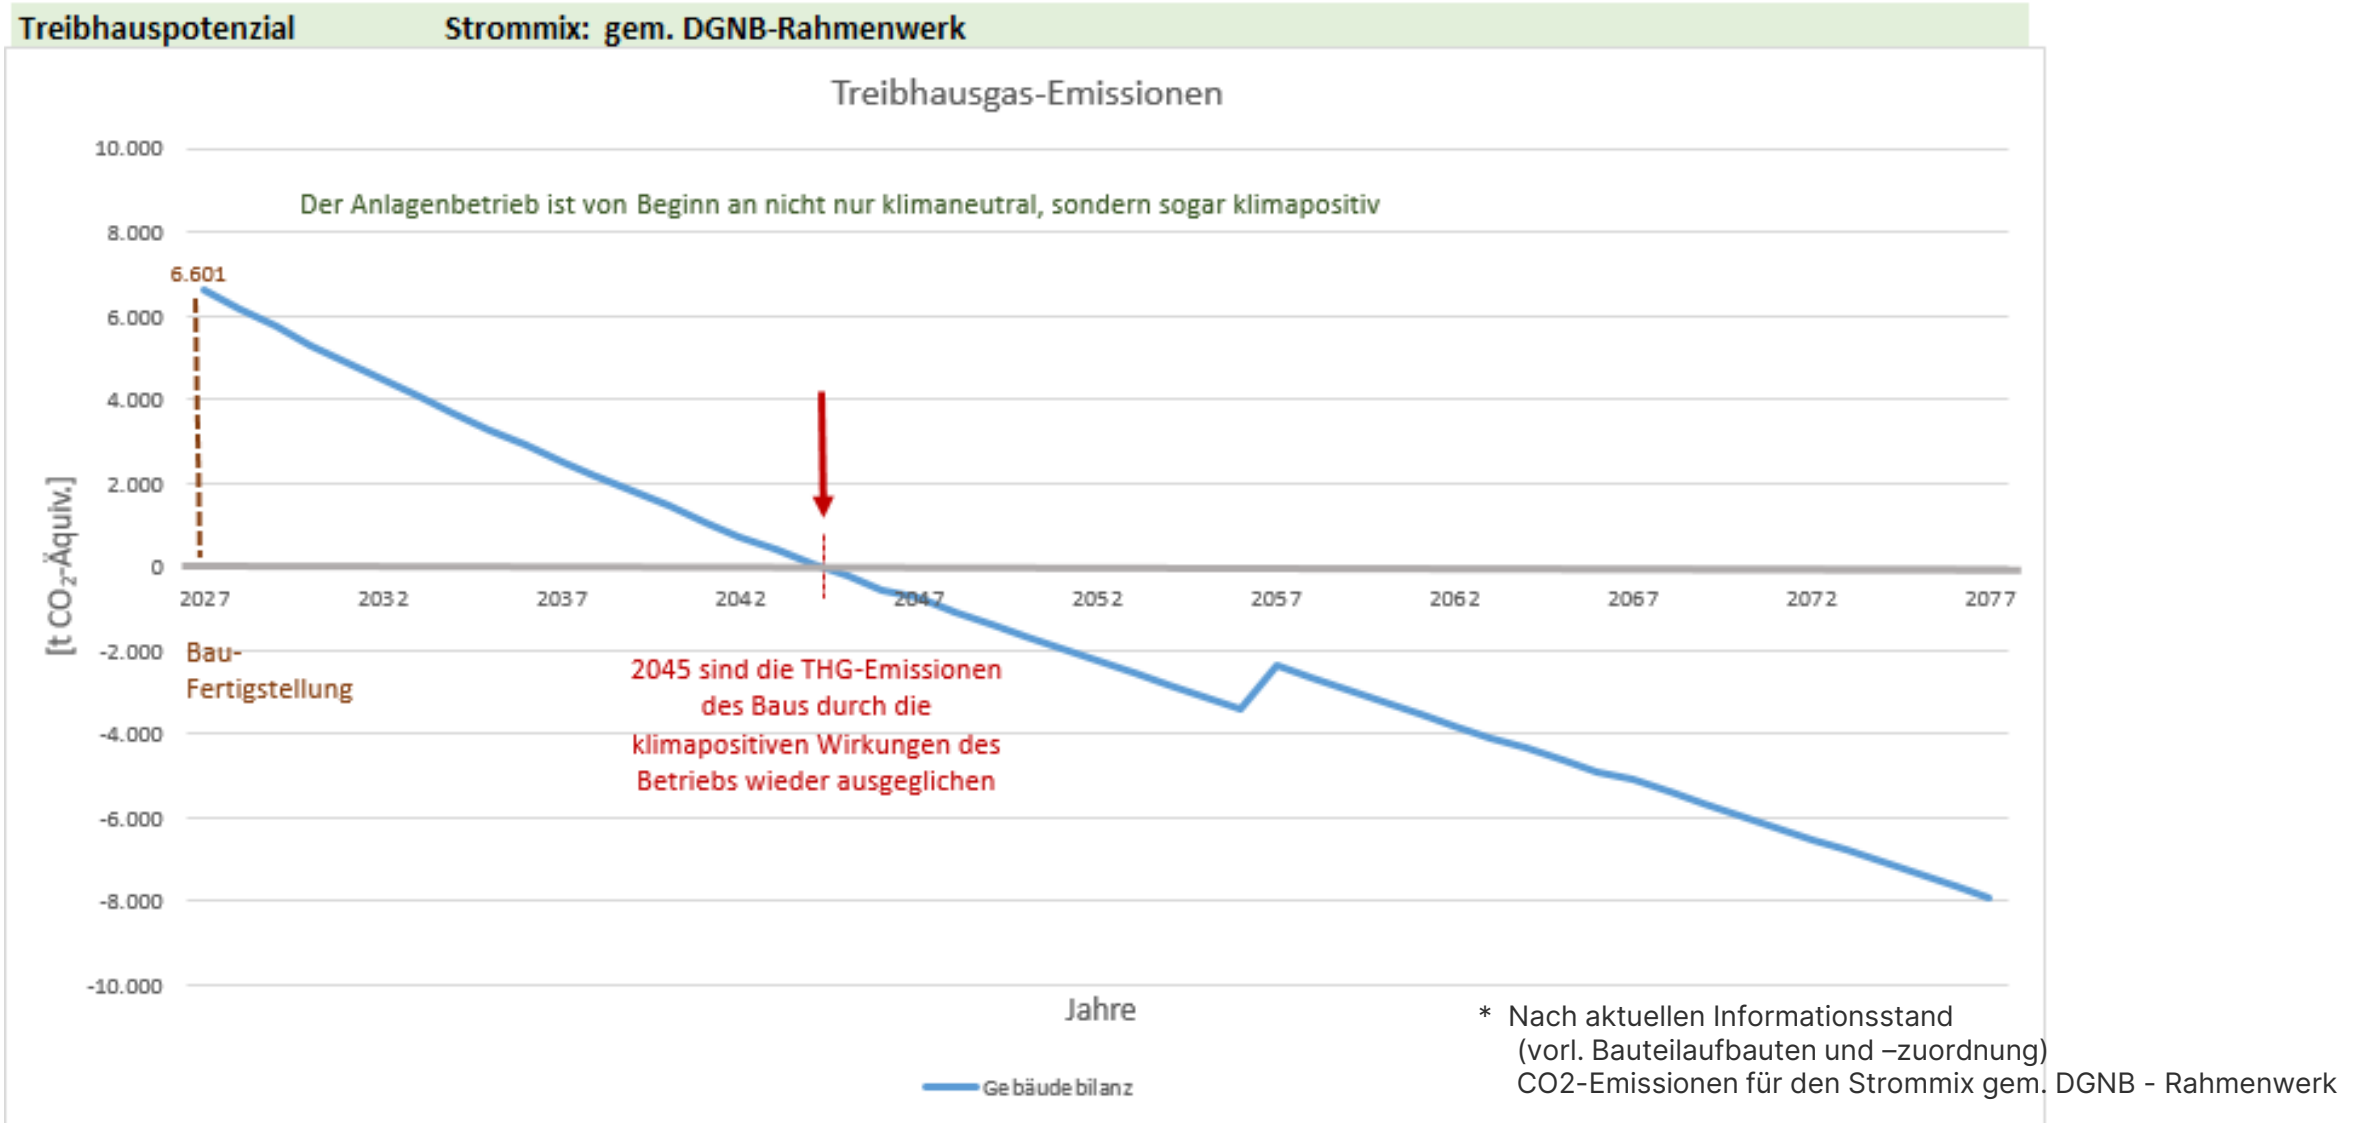 Treibhauspotenzial Strommix: gem. DGNB-Rahmenwerk
Treibhausgas-Emissionen
10.000
Der Anlagenbetrieb ist von Beginn an nicht nur klimaneutral, sondern sogar klimapositiv
8.000
6.601
6.000
4.000
2.000
0
[t CO₂-Äquiv.]
2027 2032 2037 2042 2047 2052 2057 2062 2067 2072 2077
-2.000
Bau-
Fertigstellung
2045 sind die THG-Emissionen
des Baus durch die
klimapositiven Wirkungen des
Betriebs wieder ausgeglichen
-4.000
-6.000
-8.000
-10.000
Jahre
Gebäudebilanz
* Nach aktuellen Informationsstand
(vorl. Bauteilaufbauten und –zuordnung)
CO2-Emissionen für den Strommix gem. DGNB - Rahmenwerk